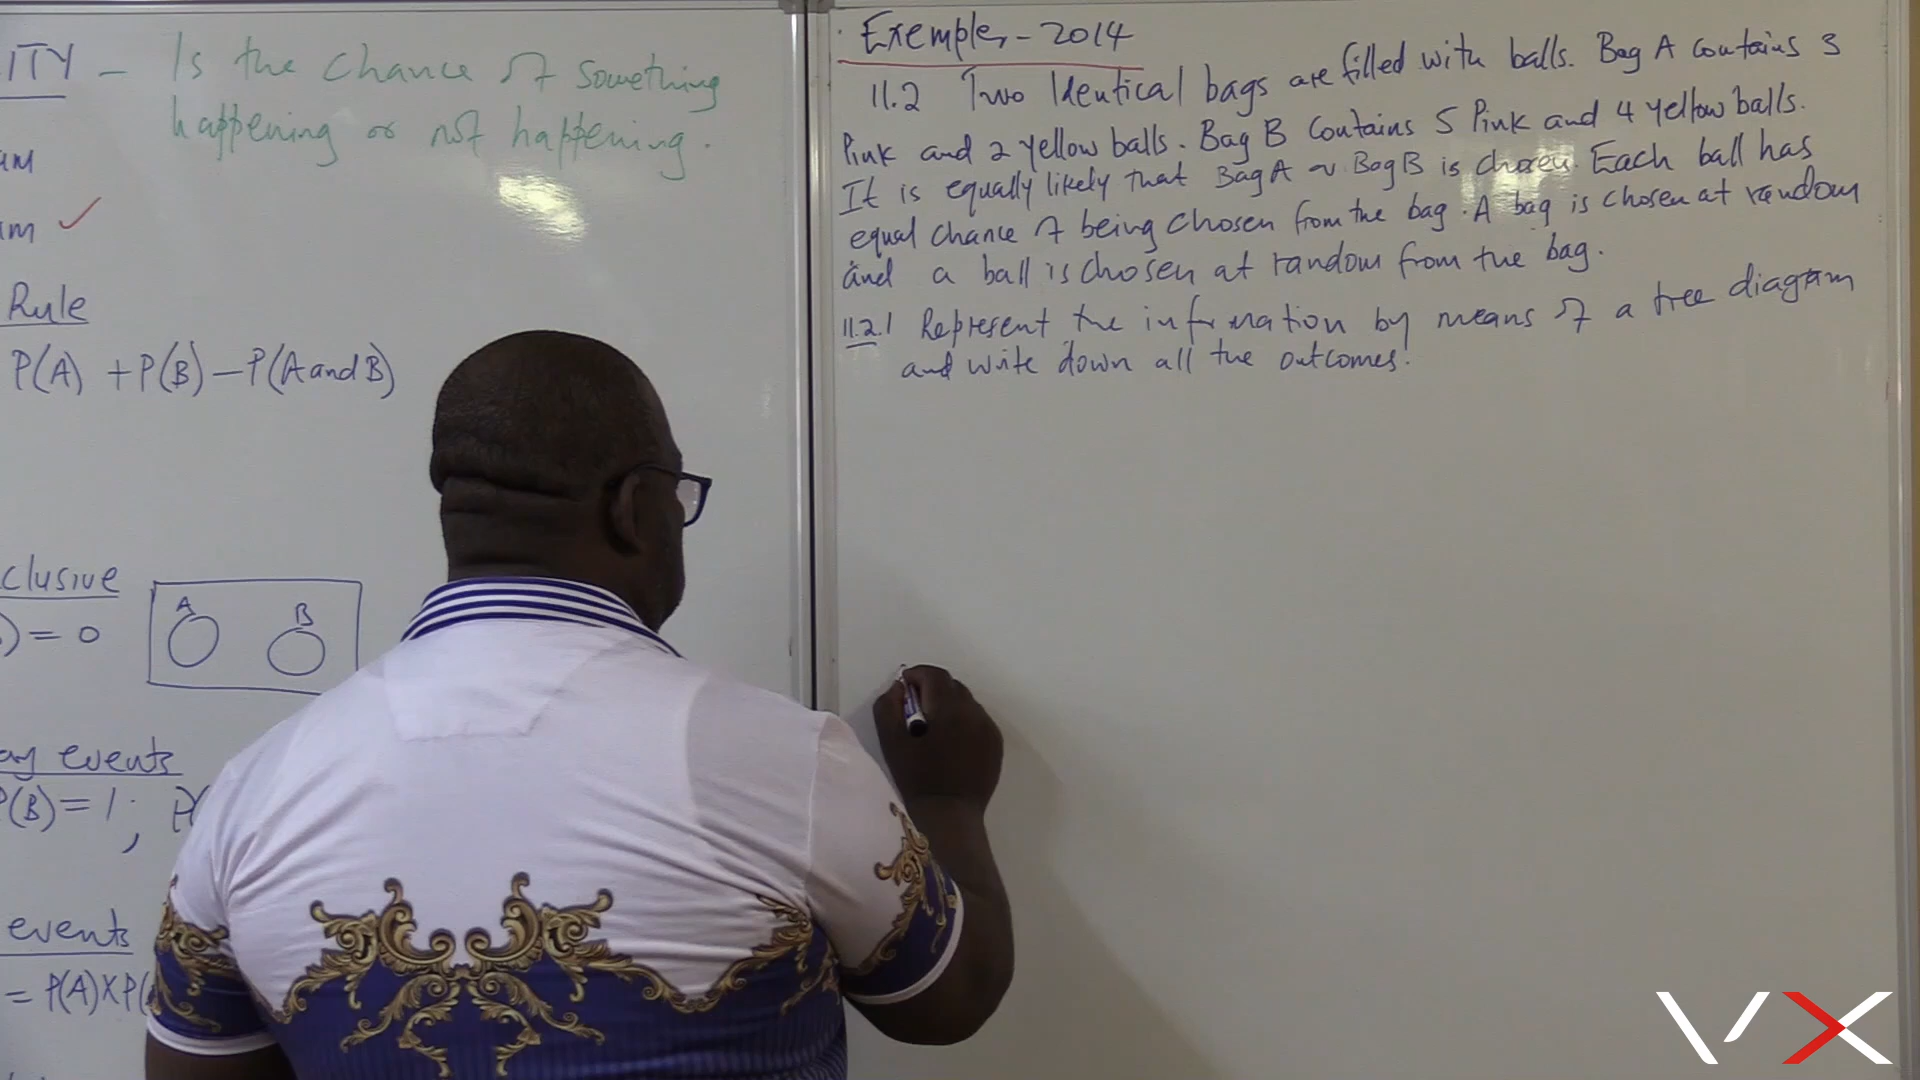 ITY - Is the chance of something
happening or not happening.
am
am
Rule
P(A) + P(B) - P(A and B)
clusive
) = 0
A
B
ay events
P(B) = 1 ; P(
events
= P(A) X P(
Exemplar - 2014
11.2 Two Identical bags are filled with balls. Bag A contains 3
Pink and 2 yellow balls. Bag B contains 5 Pink and 4 yellow balls.
It is equally likely that Bag A or Bag B is chosen. Each ball has
equal chance of being chosen from the bag. A bag is chosen at random
and a ball is chosen at random from the bag.
11.2.1 Represent the information by means of a tree diagram
and write down all the outcomes.
VX